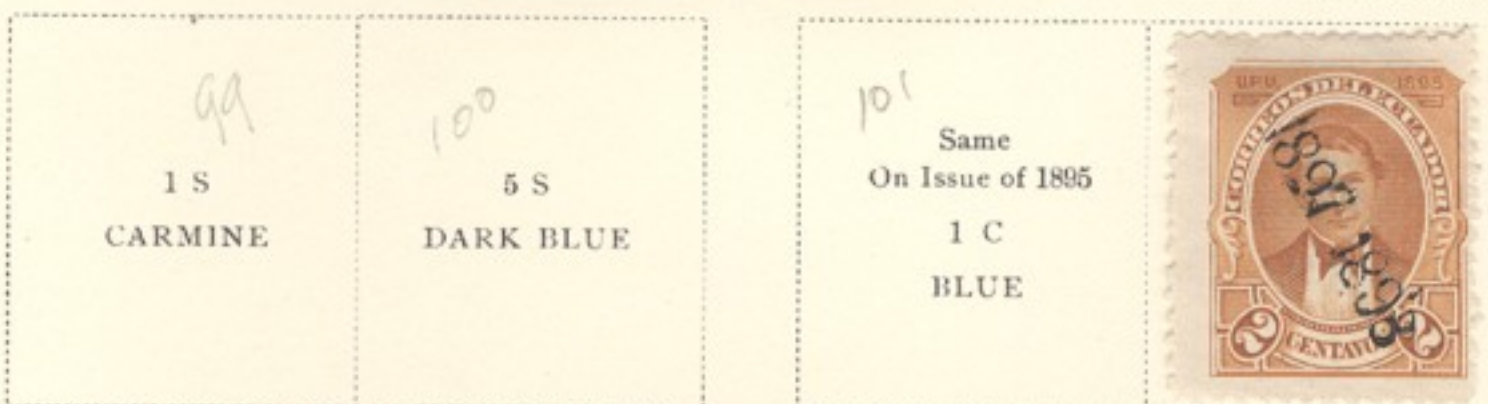 99
1 S
CARMINE
100
5 S
DARK BLUE
101
Same
On Issue of 1895
1 C
BLUE
U.P.U. 1895
CORREOS DEL ECUADOR
1897 1898
2 CENTAVOS 2